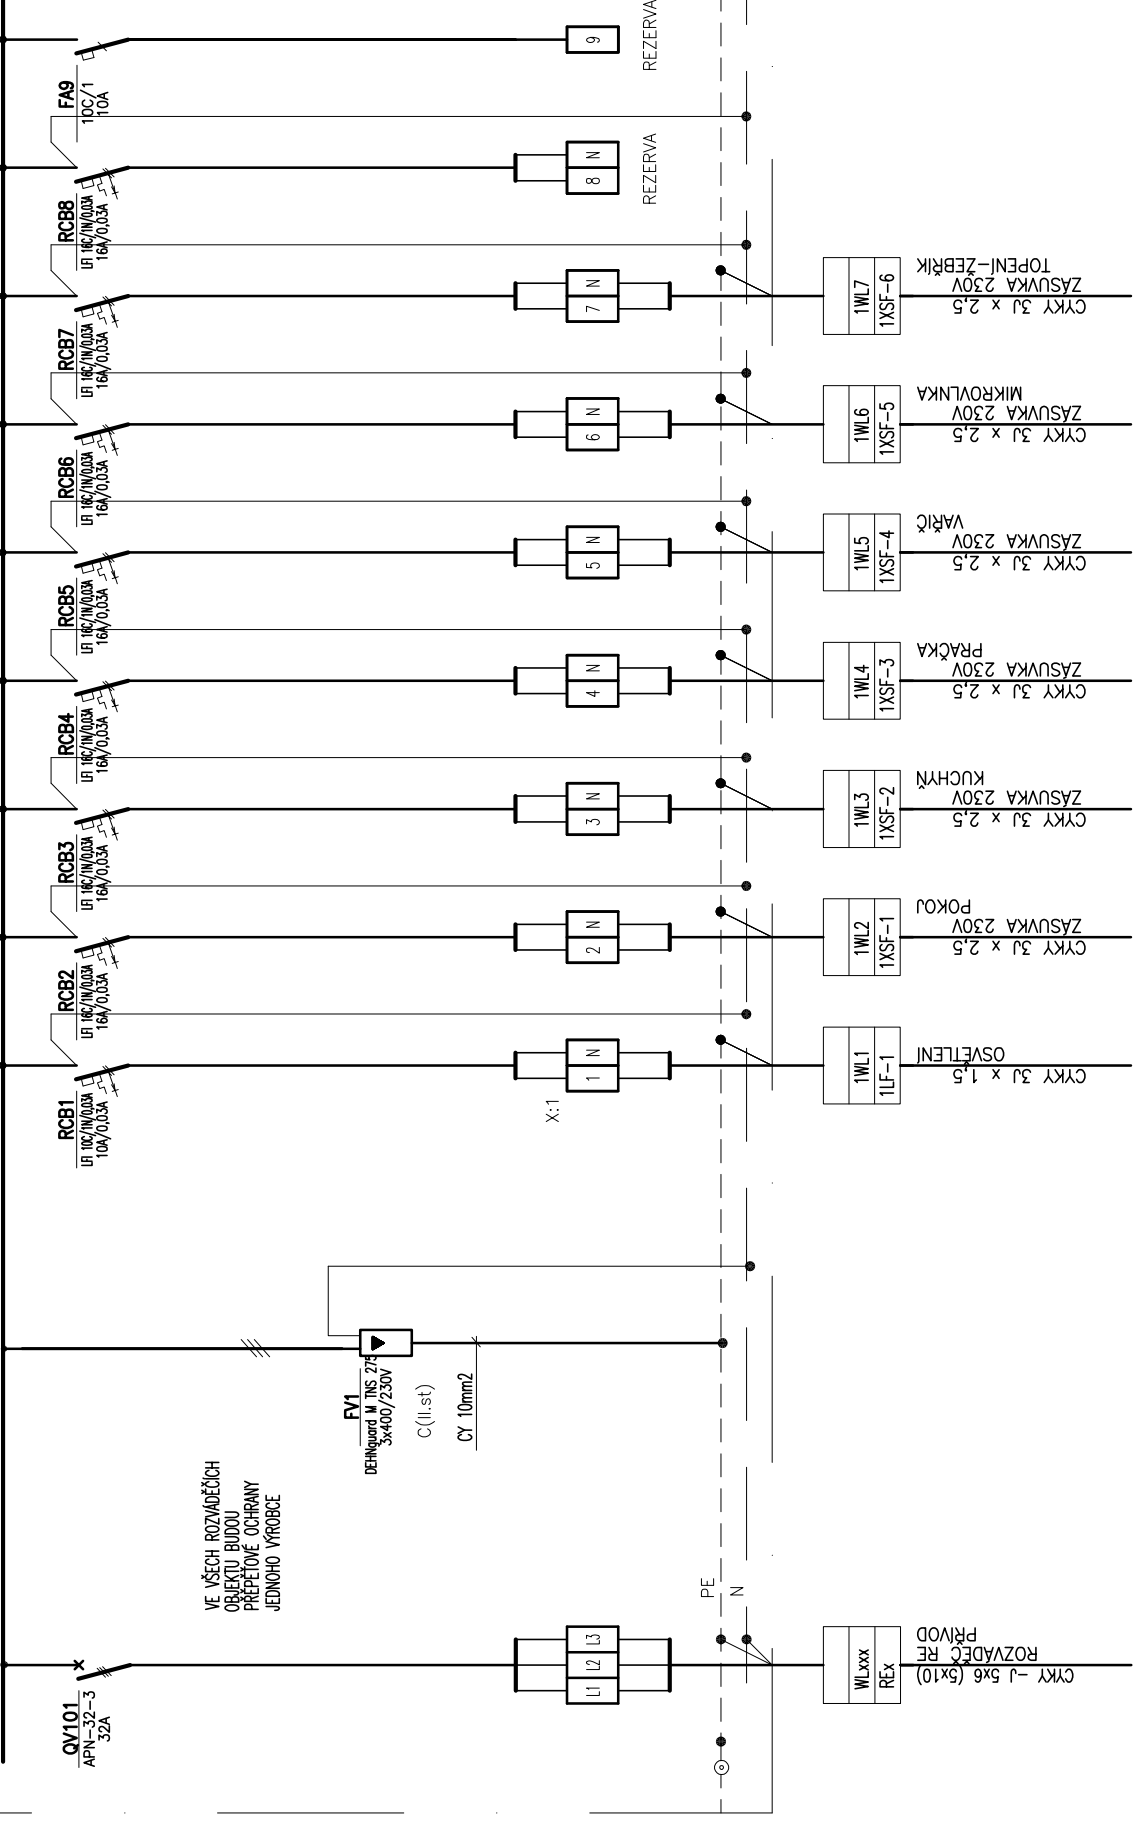 QV101
APN-32-3
32A
L1 L2 L3
WLxxx
REx
CYKY - J 5x6 (5x10)
ROZVÁDĚČ RE
PŘÍVOD
PE
N
VE VŠECH ROZVÁDĚČÍCH
OBJEKTU BUDOU
PŘEPĚŤOVÉ OCHRANY
JEDNOHO VÝROBCE
FV1
DEHNguard M TNS 275
3x400/230V
C(II.st)
CY 10mm2
RCB1
LFI 10C/1N/0,03A
10A/0,03A
X:1
1 N
1WL1
1LF-1
CYKY 3J x 1,5
OSVĚTLENÍ
RCB2
LFI 16C/1N/0,03A
16A/0,03A
2 N
1WL2
1XSF-1
CYKY 3J x 2,5
ZÁSUVKA 230V
POKOJ
RCB3
LFI 16C/1N/0,03A
16A/0,03A
3 N
1WL3
1XSF-2
CYKY 3J x 2,5
ZÁSUVKA 230V
KUCHYŇ
RCB4
LFI 16C/1N/0,03A
16A/0,03A
4 N
1WL4
1XSF-3
CYKY 3J x 2,5
ZÁSUVKA 230V
PRAČKA
RCB5
LFI 16C/1N/0,03A
16A/0,03A
5 N
1WL5
1XSF-4
CYKY 3J x 2,5
ZÁSUVKA 230V
VAŘIČ
RCB6
LFI 16C/1N/0,03A
16A/0,03A
6 N
1WL6
1XSF-5
CYKY 3J x 2,5
ZÁSUVKA 230V
MIKROVLNKA
RCB7
LFI 16C/1N/0,03A
16A/0,03A
7 N
1WL7
1XSF-6
CYKY 3J x 2,5
ZÁSUVKA 230V
TOPENÍ-ŽEBŘÍK
RCB8
LFI 16C/1N/0,03A
16A/0,03A
8 N
REZERVA
FA9
10C/1
10A
9
REZERVA